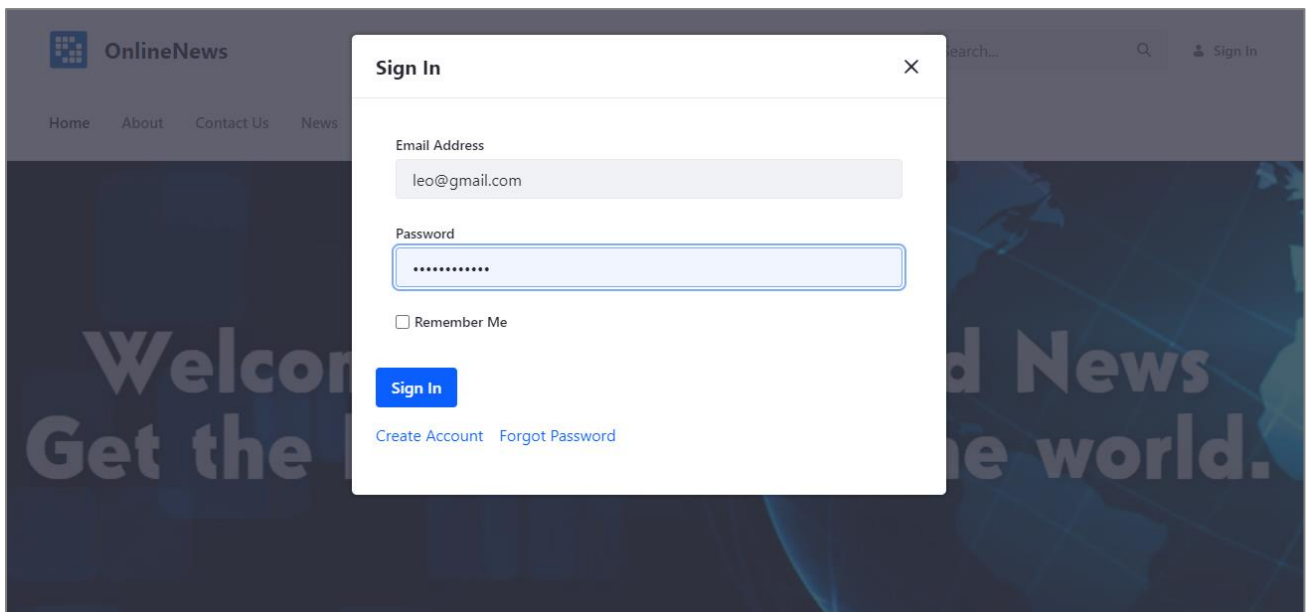 OnlineNews
Search...
Sign In
Home About Contact Us News
Sign In
Email Address
leo@gmail.com
Password
••••••••••••
Remember Me
Sign In
Create Account Forgot Password
News
Get the
world.